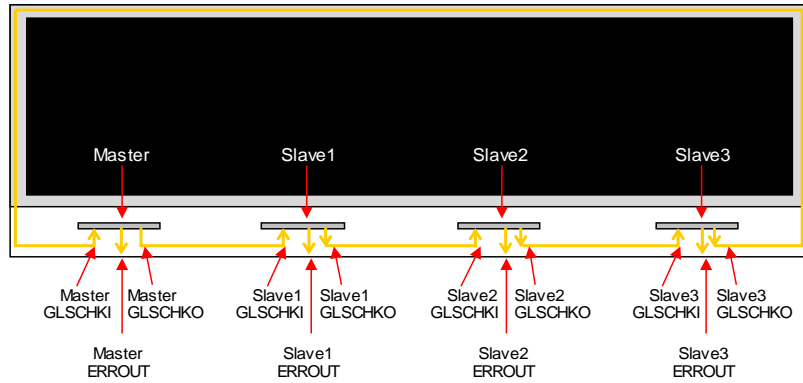 Master Slave1 Slave2 Slave3
Master Master Slave1 Slave1 Slave2 Slave2 Slave3 Slave3
GLSCHKI GLSCHKO GLSCHKI GLSCHKO GLSCHKI GLSCHKO GLSCHKI GLSCHKO
Master Slave1 Slave2 Slave3
ERROUT ERROUT ERROUT ERROUT